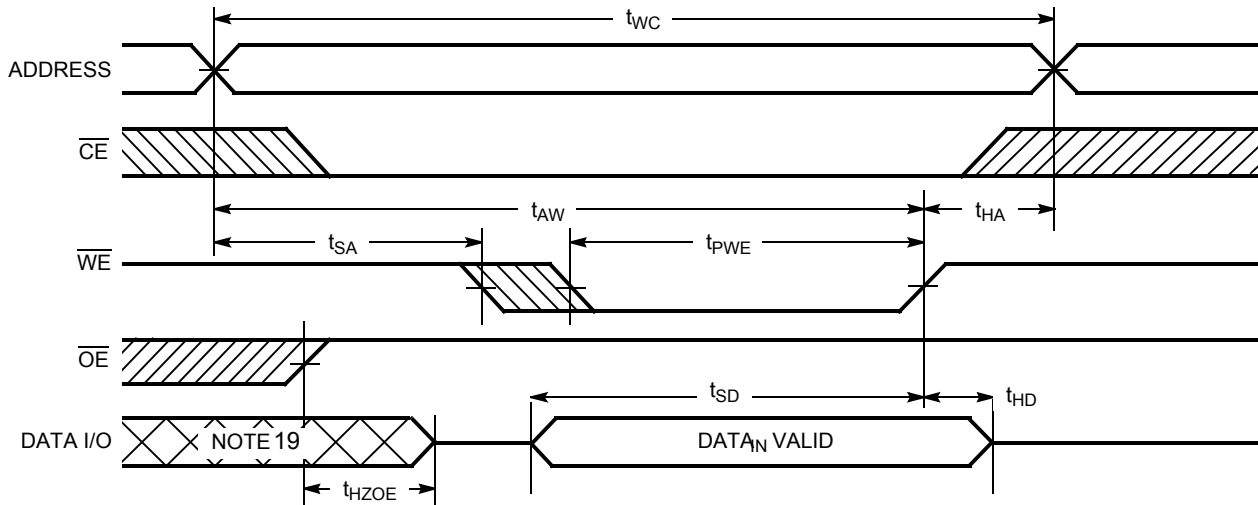 tWC
ADDRESS
CE
tAW
tHA
tSA
tPWE
WE
OE
tSD
tHD
DATA I/O
NOTE 19
DATAIN VALID
tHZOE